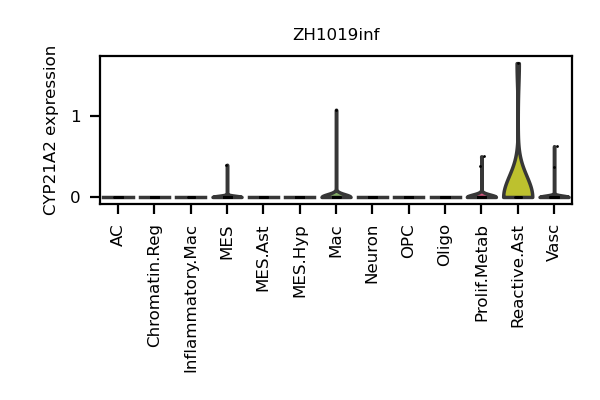 ZH1019inf
CYP21A2 expression
1
0
AC
Chromatin.Reg
Inflammatory.Mac
MES
MES.Ast
MES.Hyp
Mac
Neuron
OPC
Oligo
Prolif.Metab
Reactive.Ast
Vasc